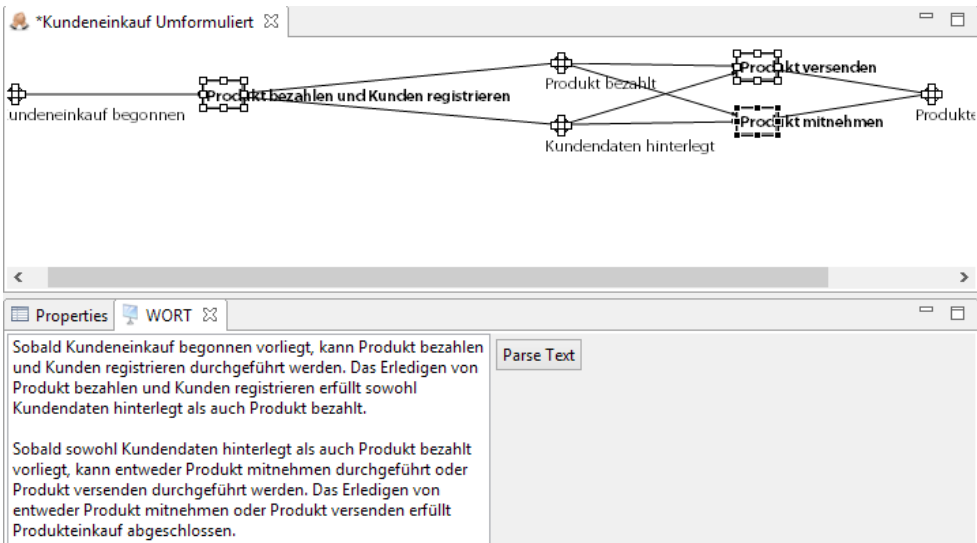 *Kundeneinkauf Umformuliert
Produkt versenden
Produkt bezahlt
Produkt bezahlen und Kunden registrieren
undeneinkauf begonnen
Produkte
Produkt mitnehmen
Kundendaten hinterlegt
Properties
WORT
Sobald Kundeneinkauf begonnen vorliegt, kann Produkt bezahlen
und Kunden registrieren durchgeführt werden. Das Erledigen von
Produkt bezahlen und Kunden registrieren erfüllt sowohl
Kundendaten hinterlegt als auch Produkt bezahlt.
Sobald sowohl Kundendaten hinterlegt als auch Produkt bezahlt
vorliegt, kann entweder Produkt mitnehmen durchgeführt oder
Produkt versenden durchgeführt werden. Das Erledigen von
entweder Produkt mitnehmen oder Produkt versenden erfüllt
Produkteinkauf abgeschlossen.
Parse Text